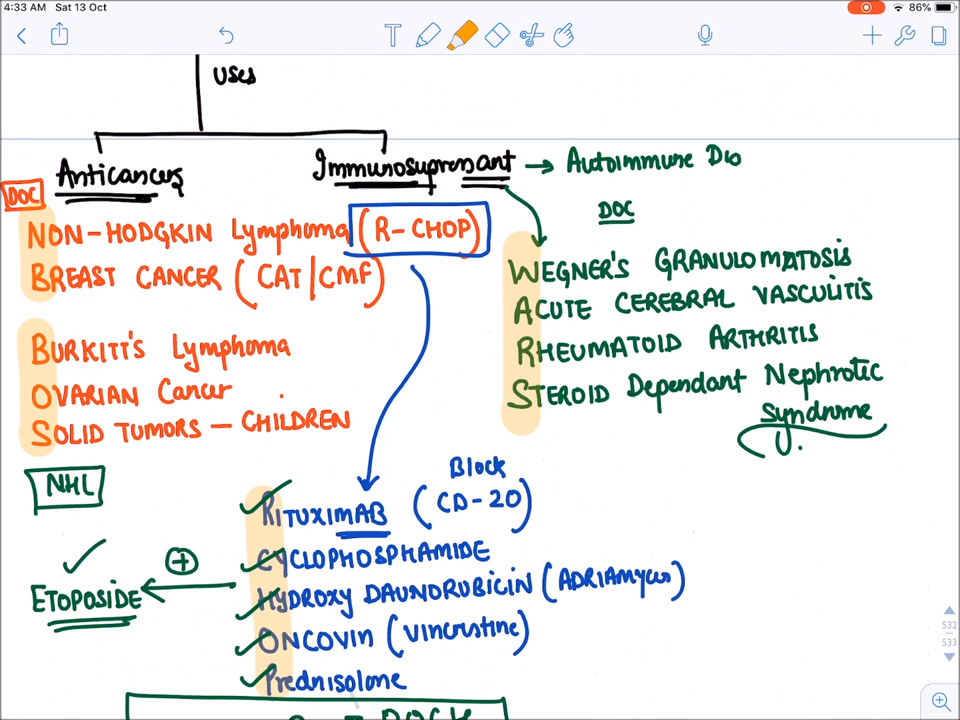 4:33 AM Sat 13 Oct
86%
T
uses
Anticancer
Immunosupressant → Autoimmune D/o
DOC
DOC
NON-HODGKIN Lymphoma (R-CHOP)
BREAST CANCER (CAT/CMF)
BURKITT'S Lymphoma
OVARIAN Cancer
SOLID TUMORS - CHILDREN
WEGNER'S GRANULOMATOSIS
ACUTE CEREBRAL VASCULITIS
RHEUMATOID ARTHRITIS
STEROID Dependant Nephrotic
syndrome
NHL
Block
RITUXIMAB (CD-20)
CYCLOPHOSPHAMIDE
+
ETOPOSIDE
HYDROXY DAUNORUBICIN (ADRIAMYCIN)
ONCOVIN (Vincristine)
Prednisolone
532
533